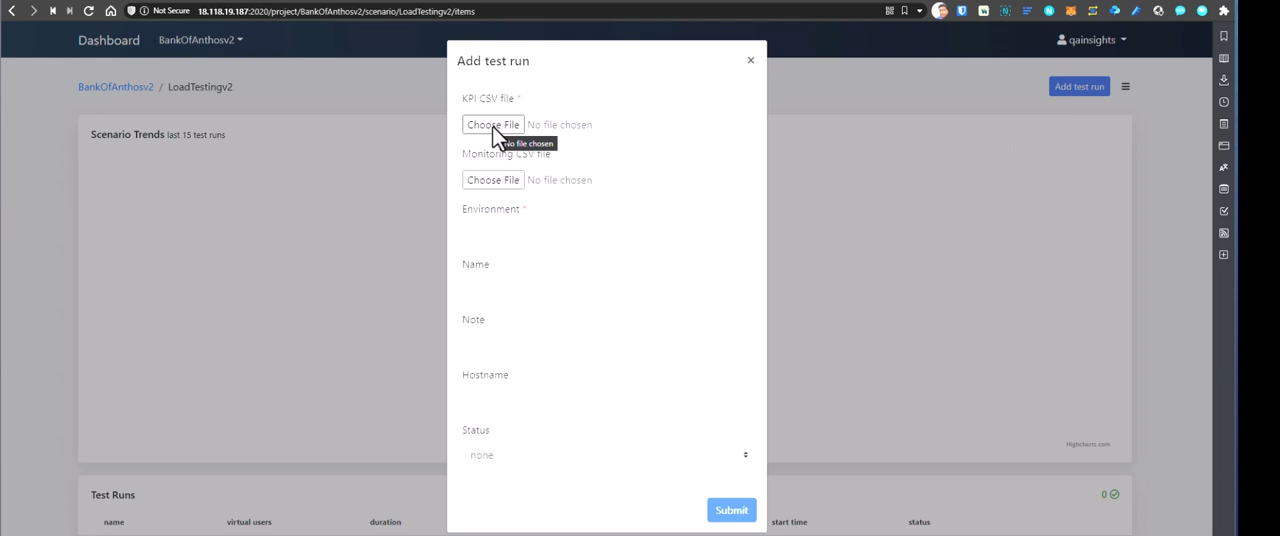 Not Secure 18.118.19.187:2020/project/BankOfAnthosv2/scenario/LoadTestingv2/items
Dashboard BankOfAnthosv2 qainsights
BankOfAnthosv2 / LoadTestingv2 Add test run
Scenario Trends last 15 test runs
Add test run ×
KPI CSV file *
Choose File No file chosen
No file chosen
Monitoring CSV file
Choose File No file chosen
Environment *
Name
Note
Hostname
Status
none
Highcharts.com
Submit
Test Runs 0
name virtual users duration start time status